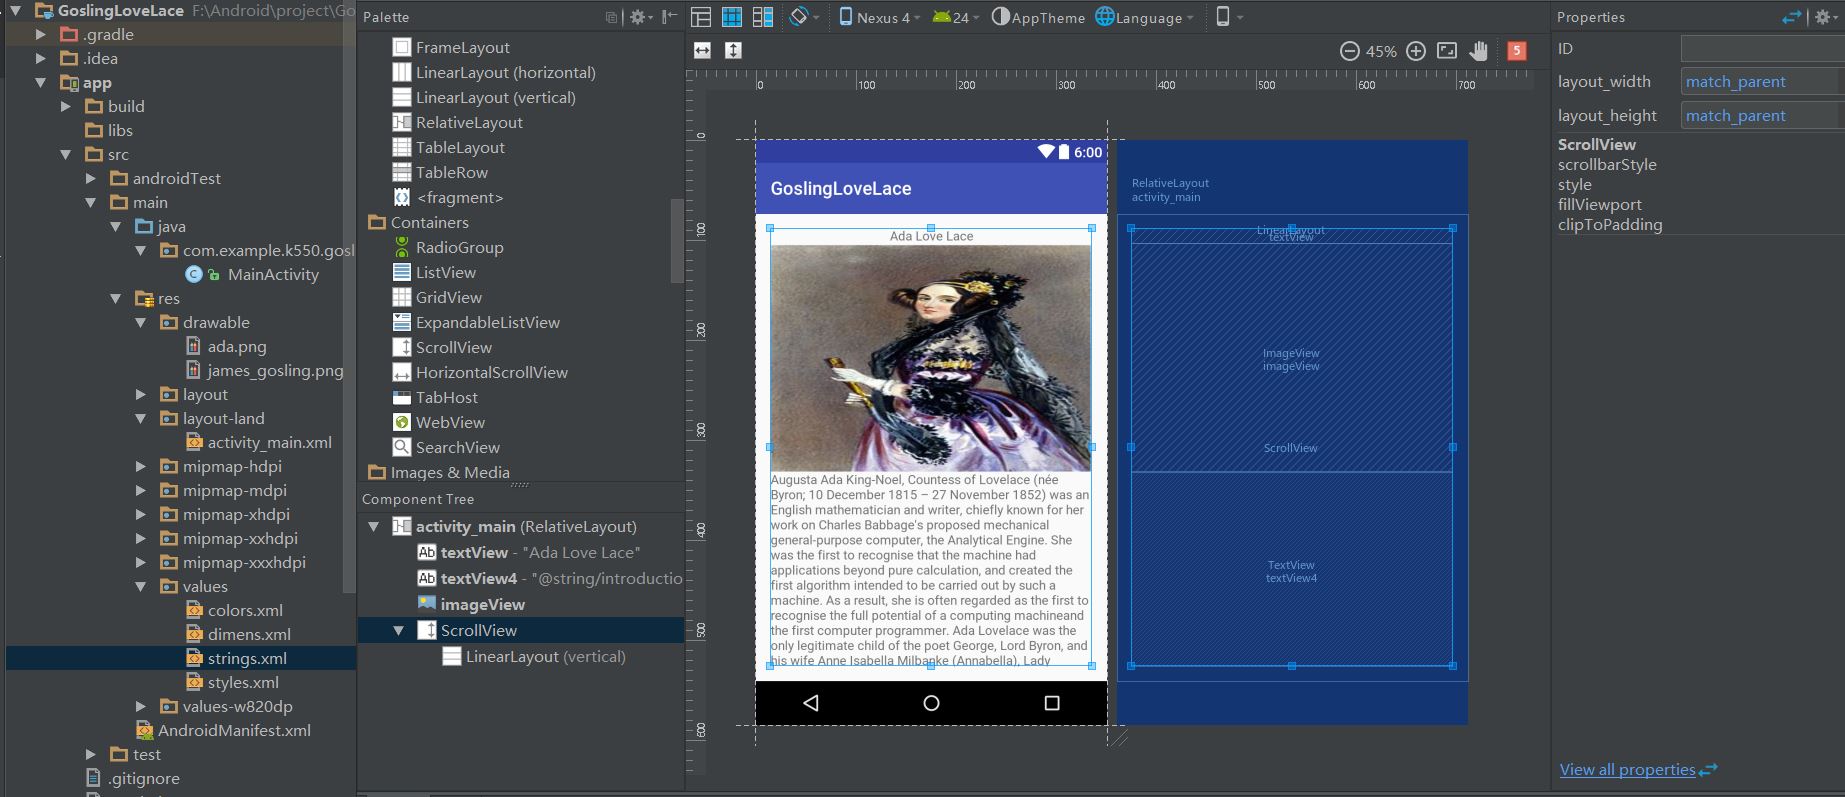 GoslingLoveLace F:\Android\project\Go
.gradle
.idea
app
build
libs
src
androidTest
main
java
com.example.k550.gosl
MainActivity
res
drawable
ada.png
james_gosling.png
layout
layout-land
activity_main.xml
mipmap-hdpi
mipmap-mdpi
mipmap-xhdpi
mipmap-xxhdpi
mipmap-xxxhdpi
values
colors.xml
dimens.xml
strings.xml
styles.xml
values-w820dp
AndroidManifest.xml
test
.gitignore
Palette
FrameLayout
LinearLayout (horizontal)
LinearLayout (vertical)
RelativeLayout
TableLayout
TableRow
<fragment>
Containers
RadioGroup
ListView
GridView
ExpandableListView
ScrollView
HorizontalScrollView
TabHost
WebView
SearchView
Images & Media
Component Tree
activity_main (RelativeLayout)
Ab textView - "Ada Love Lace"
Ab textView4 - "@string/introductio
imageView
ScrollView
LinearLayout (vertical)
Nexus 4 24 AppTheme Language
45% 5
0 100 200 300 400 500 600 700
0
100
200
300
400
500
600
6:00
GoslingLoveLace
Ada Love Lace
Augusta Ada King-Noel, Countess of Lovelace (née
Byron; 10 December 1815 – 27 November 1852) was an
English mathematician and writer, chiefly known for her
work on Charles Babbage's proposed mechanical
general-purpose computer, the Analytical Engine. She
was the first to recognise that the machine had
applications beyond pure calculation, and created the
first algorithm intended to be carried out by such a
machine. As a result, she is often regarded as the first to
recognise the full potential of a computing machineand
the first computer programmer. Ada Lovelace was the
only legitimate child of the poet George, Lord Byron, and
his wife Anne Isabella Milbanke (Annabella), Lady
RelativeLayout
activity_main
LinearLayout
textView
ImageView
imageView
ScrollView
TextView
textView4
Properties
ID
layout_width match_parent
layout_height match_parent
ScrollView
scrollbarStyle
style
fillViewport
clipToPadding
View all properties